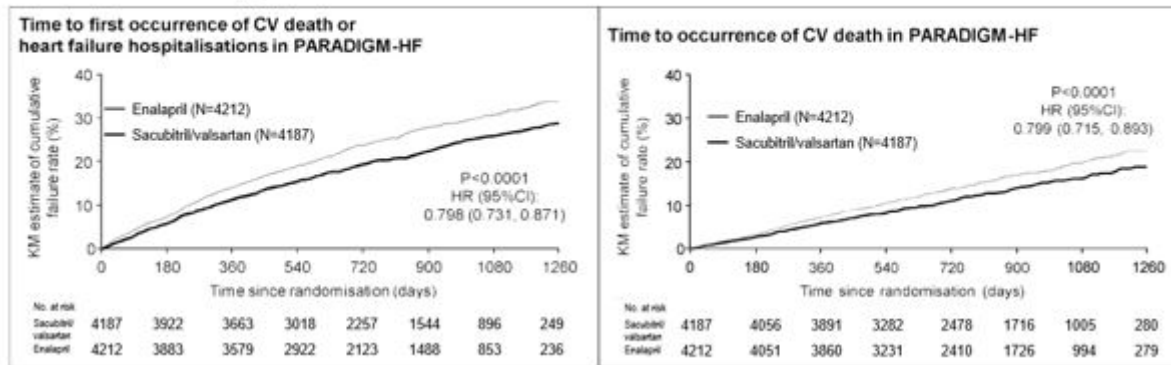 Time to first occurrence of CV death or
heart failure hospitalisations in PARADIGM-HF
KM estimate of cumulative
failure rate (%)
40
30
20
10
0
Enalapril (N=4212)
Sacubitril/valsartan (N=4187)
P<0.0001
HR (95%CI):
0.798 (0.731, 0.871)
0 180 360 540 720 900 1080 1260
Time since randomisation (days)
No. at risk
Sacubitril/
valsartan
4187 3922 3663 3018 2257 1544 896 249
Enalapril 4212 3883 3579 2922 2123 1488 853 236
Time to occurrence of CV death in PARADIGM-HF
KM estimate of cumulative
failure rate (%)
40
30
20
10
0
Enalapril (N=4212)
Sacubitril/valsartan (N=4187)
P<0.0001
HR (95%CI):
0.799 (0.715, 0.893)
0 180 360 540 720 900 1080 1260
Time since randomisation (days)
No. at risk
Sacubitril/
valsartan
4187 4056 3891 3282 2478 1716 1005 280
Enalapril 4212 4051 3860 3231 2410 1726 994 279